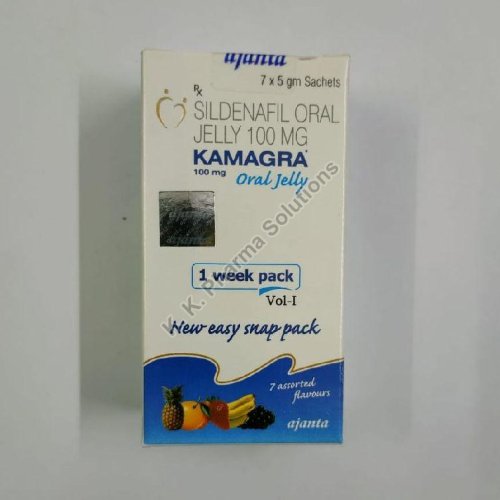 ajanta
7 x 5 gm Sachets
Rx
SILDENAFIL ORAL
JELLY 100 MG
KAMAGRA
100 mg Oral Jelly
ajanta
1 week pack
Vol-I
New easy snap pack
7 assorted
flavours
ajanta
K. K. Pharma Solutions